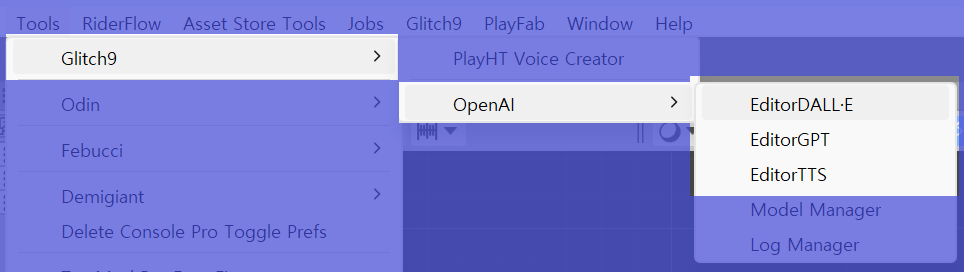 Tools RiderFlow Asset Store Tools Jobs Glitch9 PlayFab Window Help
Glitch9 PlayHT Voice Creator
Odin OpenAI EditorDALL·E
EditorGPT
Febucci
EditorTTS
Demigiant
Model Manager
Delete Console Pro Toggle Prefs
Log Manager